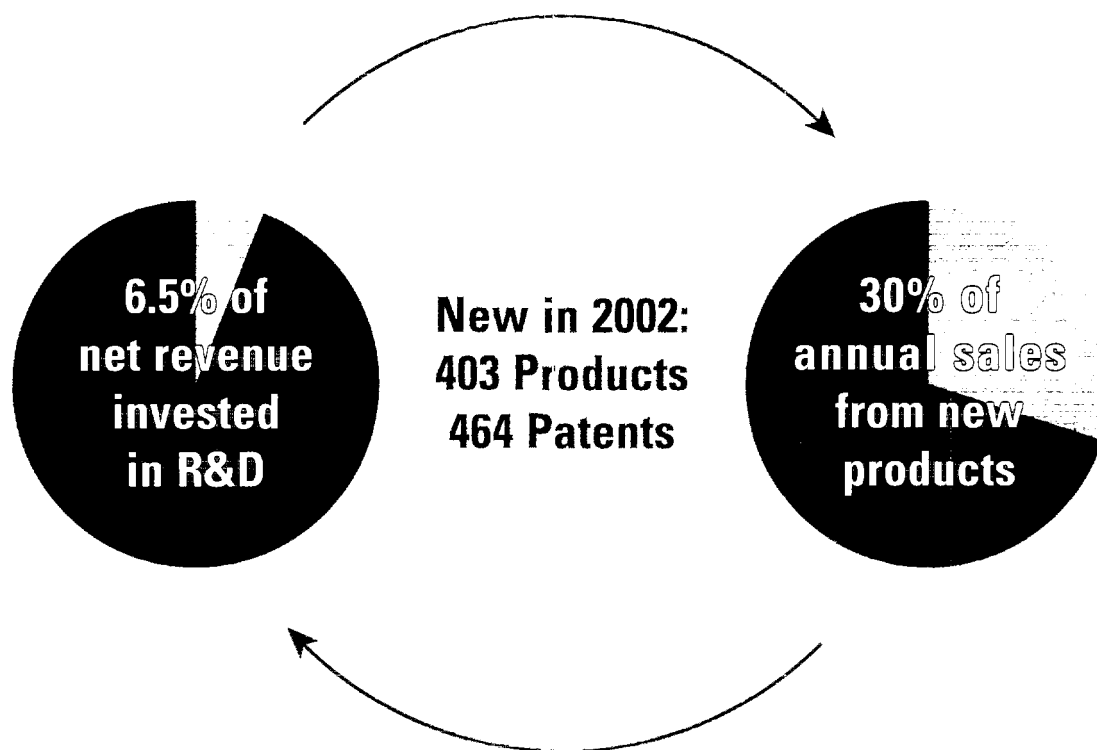 6.5% of
net revenue
invested
in R&D
New in 2002:
403 Products
464 Patents
30% of
annual sales
from new
products